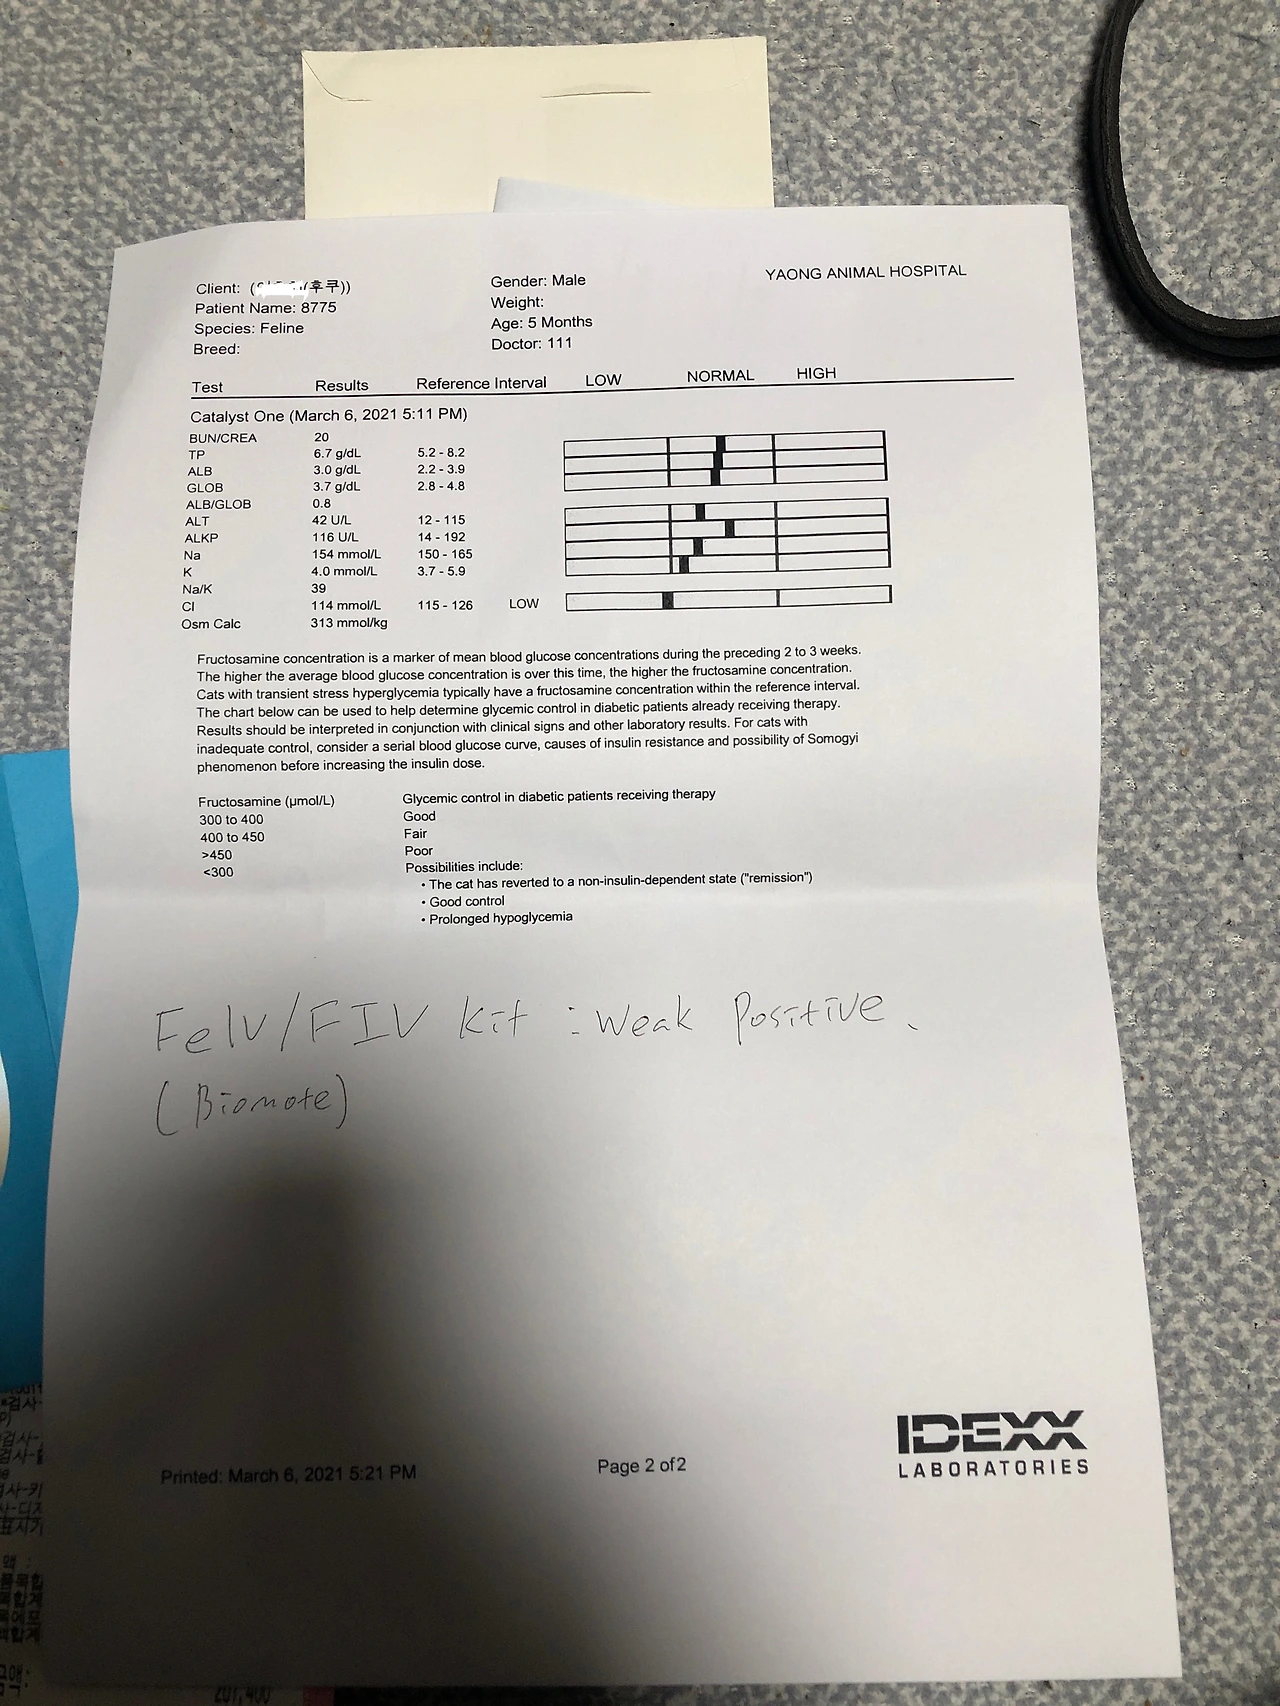 Client: (후쿠))
Patient Name: 8775
Species: Feline
Breed:
Gender: Male
Weight:
Age: 5 Months
Doctor: 111
YAONG ANIMAL HOSPITAL
Test Results Reference Interval LOW NORMAL HIGH
Catalyst One (March 6, 2021 5:11 PM)
BUN/CREA 20
TP 6.7 g/dL 5.2 - 8.2
ALB 3.0 g/dL 2.2 - 3.9
GLOB 3.7 g/dL 2.8 - 4.8
ALB/GLOB 0.8
ALT 42 U/L 12 - 115
ALKP 116 U/L 14 - 192
Na 154 mmol/L 150 - 165
K 4.0 mmol/L 3.7 - 5.9
Na/K 39
Cl 114 mmol/L 115 - 126 LOW
Osm Calc 313 mmol/kg
Fructosamine concentration is a marker of mean blood glucose concentrations during the preceding 2 to 3 weeks.
The higher the average blood glucose concentration is over this time, the higher the fructosamine concentration.
Cats with transient stress hyperglycemia typically have a fructosamine concentration within the reference interval.
The chart below can be used to help determine glycemic control in diabetic patients already receiving therapy.
Results should be interpreted in conjunction with clinical signs and other laboratory results. For cats with
inadequate control, consider a serial blood glucose curve, causes of insulin resistance and possibility of Somogyi
phenomenon before increasing the insulin dose.
Fructosamine (µmol/L) Glycemic control in diabetic patients receiving therapy
300 to 400 Good
400 to 450 Fair
>450 Poor
<300 Possibilities include:
• The cat has reverted to a non-insulin-dependent state ("remission")
• Good control
• Prolonged hypoglycemia
FelV/FIV Kit : Weak Positive.
(Bionote)
IDEXX
LABORATORIES
Printed: March 6, 2021 5:21 PM
Page 2 of 2
201,400